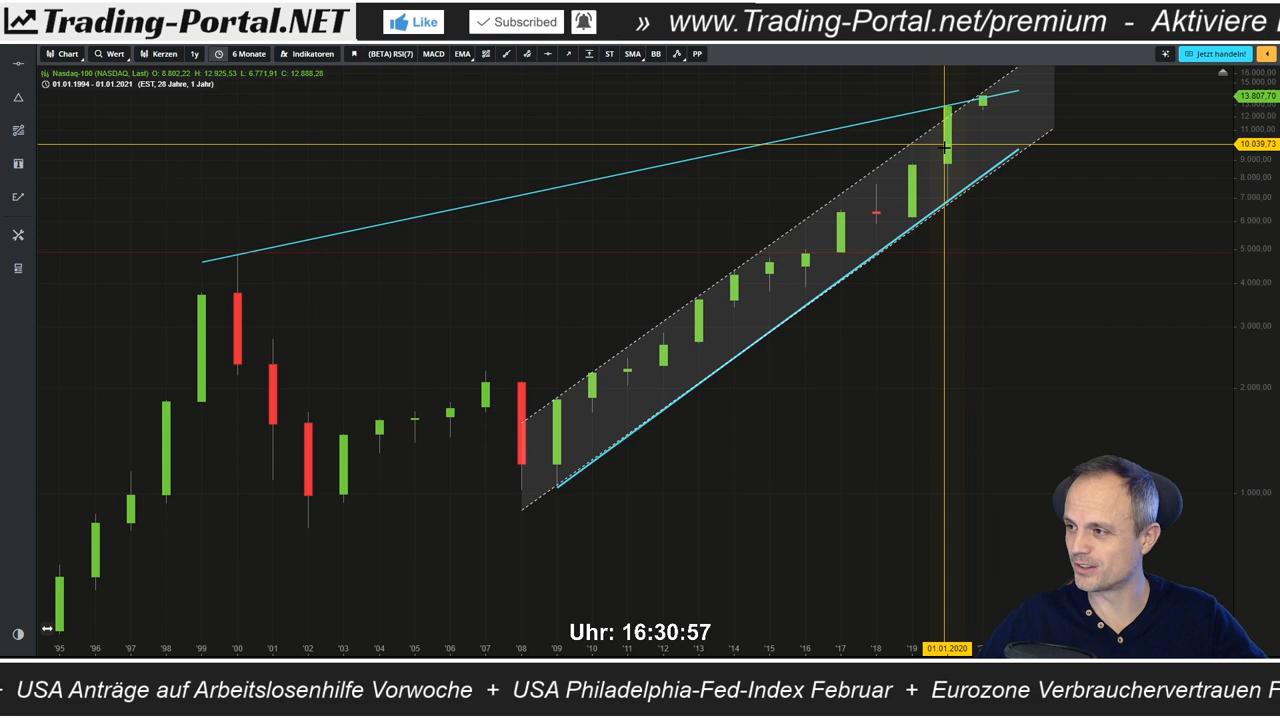 Trading-Portal.NET
Like
Subscribed
» www.Trading-Portal.net/premium - Aktiviere
Chart Wert Kerzen 1y 6 Monate Indikatoren (BETA) RSI(7) MACD EMA ST SMA BB PP Jetzt handeln!
Nasdaq-100 (NASDAQ, Last) O: 8.802,22 H: 12.925,53 L: 6.771,91 C: 12.888,28
01.01.1994 - 01.01.2021 (EST, 28 Jahre, 1 Jahr)
16.000,00
15.000,00
13.807,70
12.000,00
11.000,00
10.039,73
9.000,00
8.000,00
7.000,00
6.000,00
5.000,00
4.000,00
3.000,00
2.000,00
1.000,00
Uhr: 16:30:57
'95 '96 '97 '98 '99 '00 '01 '02 '03 '04 '05 '06 '07 '08 '09 '10 '11 '12 '13 '14 '15 '16 '17 '18 '19 01.01.2020
+ USA Anträge auf Arbeitslosenhilfe Vorwoche + USA Philadelphia-Fed-Index Februar + Eurozone Verbrauchervertrauen F